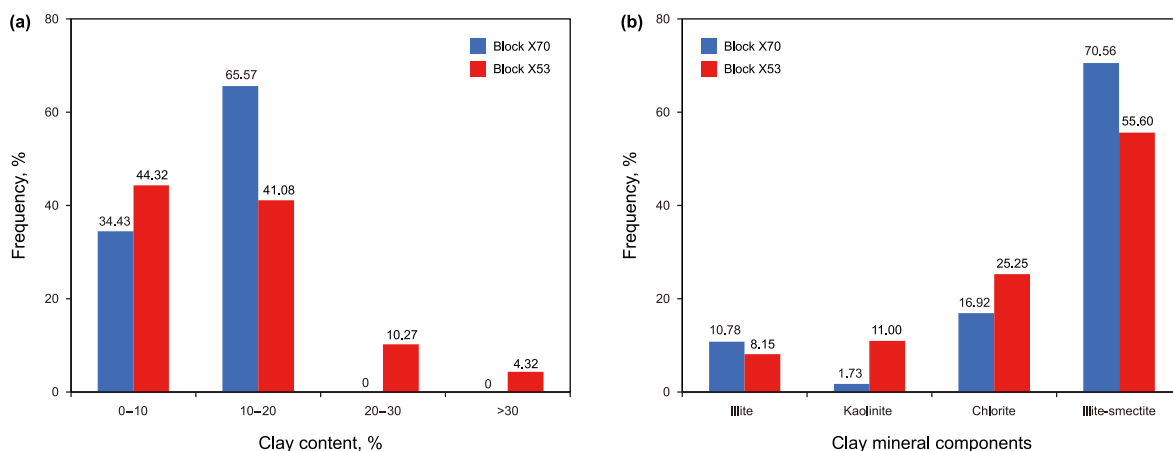 (a)
Frequency, %
80
60
40
20
0
Block X70
Block X53
34.43
44.32
65.57
41.08
0
10.27
0
4.32
0–10
10–20
20–30
>30
Clay content, %
(b)
Frequency, %
80
60
40
20
0
Block X70
Block X53
10.78
8.15
1.73
11.00
16.92
25.25
70.56
55.60
Illite
Kaolinite
Chlorite
Illite-smectite
Clay mineral components